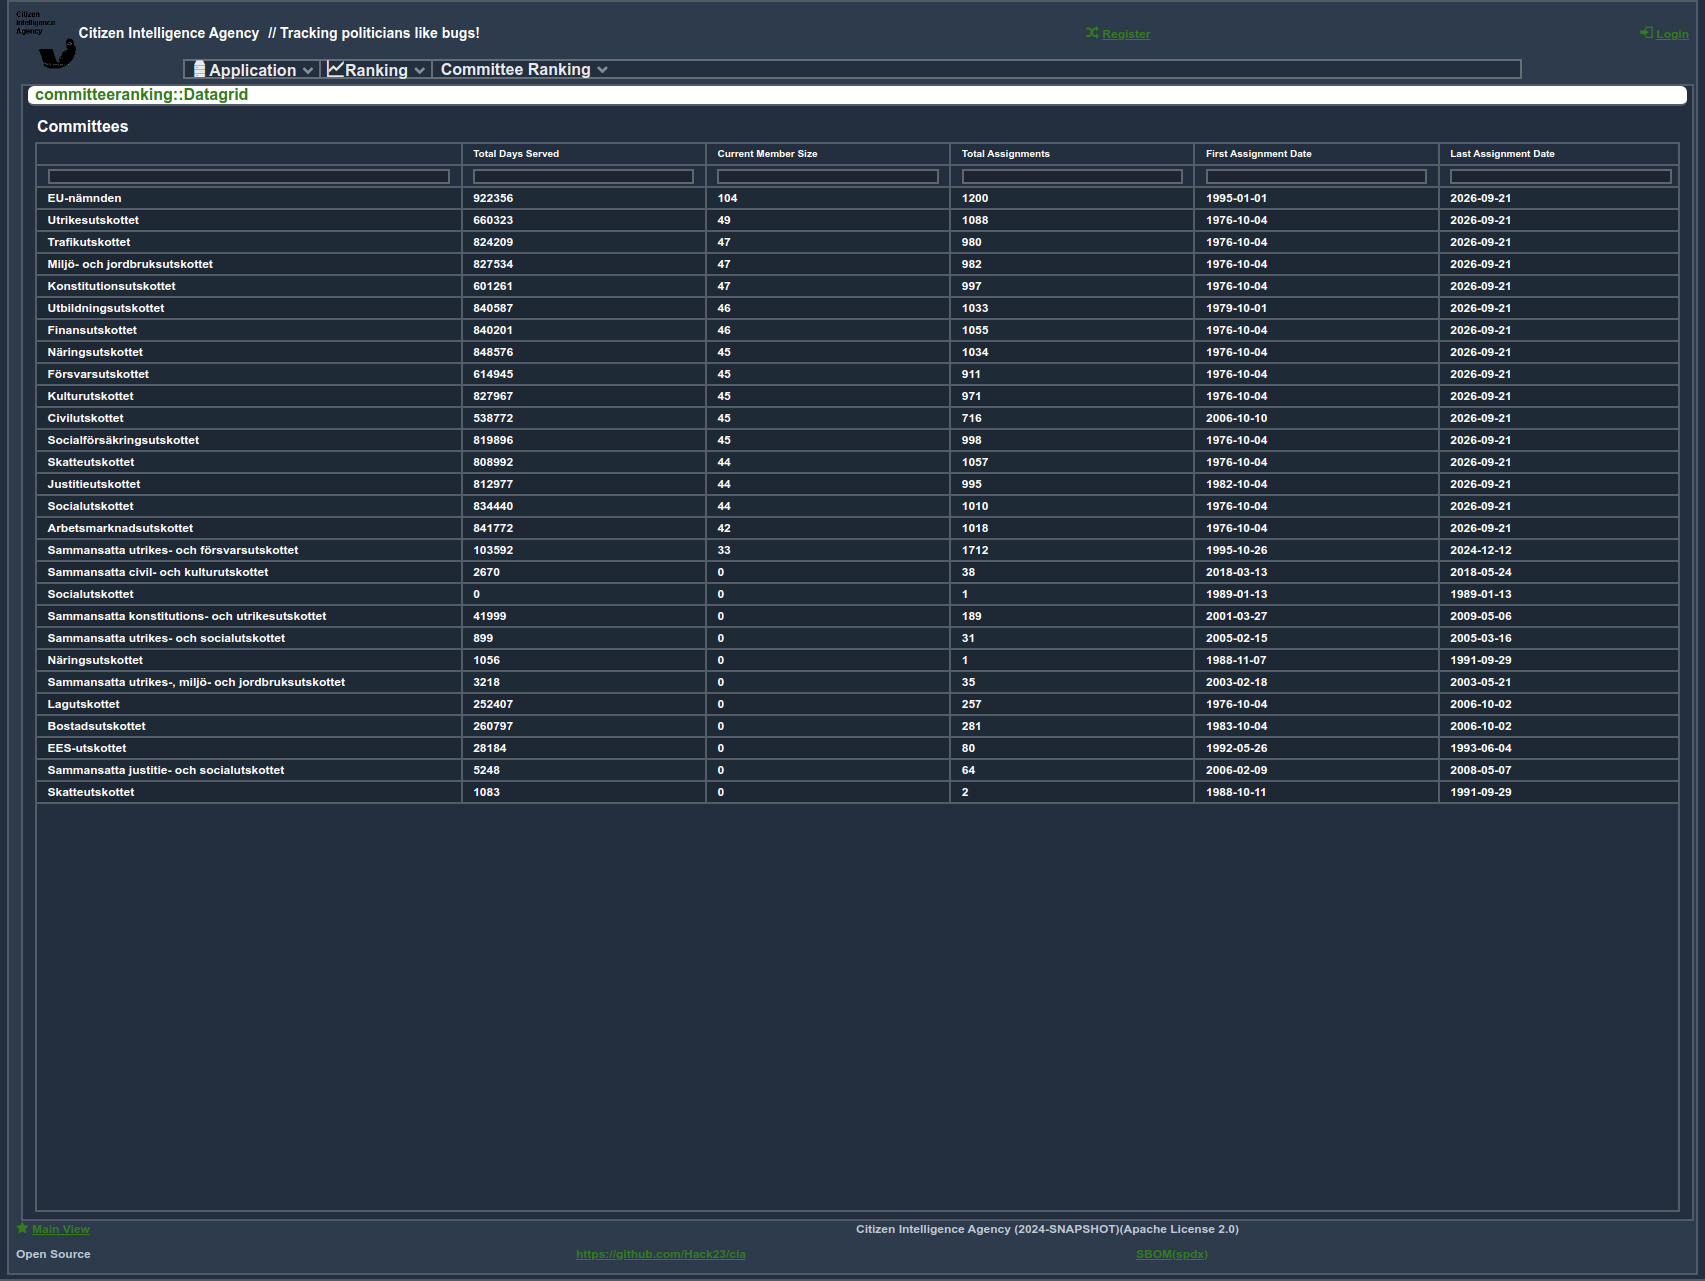 Citizen
Intelligence
Agency
Citizen Intelligence Agency // Tracking politicians like bugs!
Register
Login
Application
Ranking
Committee Ranking
committeeranking::Datagrid
Committees
Total Days Served Current Member Size Total Assignments First Assignment Date Last Assignment Date
EU-nämnden 922356 104 1200 1995-01-01 2026-09-21
Utrikesutskottet 660323 49 1088 1976-10-04 2026-09-21
Trafikutskottet 824209 47 980 1976-10-04 2026-09-21
Miljö- och jordbruksutskottet 827534 47 982 1976-10-04 2026-09-21
Konstitutionsutskottet 601261 47 997 1976-10-04 2026-09-21
Utbildningsutskottet 840587 46 1033 1979-10-01 2026-09-21
Finansutskottet 840201 46 1055 1976-10-04 2026-09-21
Näringsutskottet 848576 45 1034 1976-10-04 2026-09-21
Försvarsutskottet 614945 45 911 1976-10-04 2026-09-21
Kulturutskottet 827967 45 971 1976-10-04 2026-09-21
Civilutskottet 538772 45 716 2006-10-10 2026-09-21
Socialförsäkringsutskottet 819896 45 998 1976-10-04 2026-09-21
Skatteutskottet 808992 44 1057 1976-10-04 2026-09-21
Justitieutskottet 812977 44 995 1982-10-04 2026-09-21
Socialutskottet 834440 44 1010 1976-10-04 2026-09-21
Arbetsmarknadsutskottet 841772 42 1018 1976-10-04 2026-09-21
Sammansatta utrikes- och försvarsutskottet 103592 33 1712 1995-10-26 2024-12-12
Sammansatta civil- och kulturutskottet 2670 0 38 2018-03-13 2018-05-24
Socialutskottet 0 0 1 1989-01-13 1989-01-13
Sammansatta konstitutions- och utrikesutskottet 41999 0 189 2001-03-27 2009-05-06
Sammansatta utrikes- och socialutskottet 899 0 31 2005-02-15 2005-03-16
Näringsutskottet 1056 0 1 1988-11-07 1991-09-29
Sammansatta utrikes-, miljö- och jordbruksutskottet 3218 0 35 2003-02-18 2003-05-21
Lagutskottet 252407 0 257 1976-10-04 2006-10-02
Bostadsutskottet 260797 0 281 1983-10-04 2006-10-02
EES-utskottet 28184 0 80 1992-05-26 1993-06-04
Sammansatta justitie- och socialutskottet 5248 0 64 2006-02-09 2008-05-07
Skatteutskottet 1083 0 2 1988-10-11 1991-09-29
Main View
Citizen Intelligence Agency (2024-SNAPSHOT)(Apache License 2.0)
Open Source
https://github.com/Hack23/cia
SBOM(spdx)